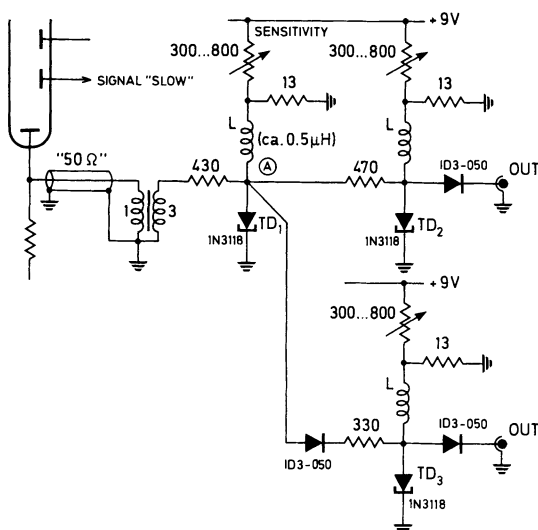 +9V
SENSITIVITY
300...800
300...800
13
13
SIGNAL "SLOW"
L
(ca. 0.5μH)
L
"50 Ω"
430
A
470
ID3-050
OUT
1
3
TD1
1N3118
TD2
1N3118
+9V
300...800
13
L
330
ID3-050
OUT
ID3-050
TD3
1N3118